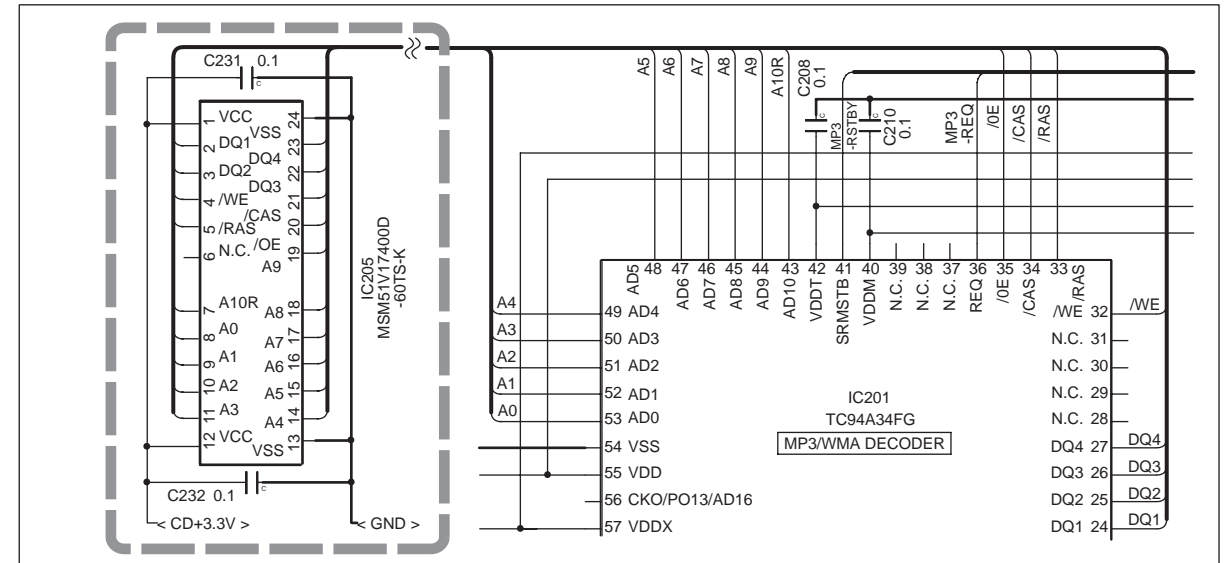 C231 0.1
C
1 VCC
2 DQ1
3 DQ2
4 /WE
5 /RAS
6 N.C.
7 A10R
8 A0
9 A1
10 A2
11 A3
12 VCC
VSS 24
DQ4 23
DQ3 22
/CAS 21
/OE 20
A9 19
A8 18
A7 17
A6 16
A5 15
A4 14
VSS 13
IC205
MSM51V17400D
-60TS-K
C232 0.1
C
< CD+3.3V >
< GND >
A5
A6
A7
A8
A9
A10R
C208
0.1
C
MP3
-RSTBY
C
C210
0.1
MP3
-REQ
/0E
/CAS
/RAS
AD5 48
AD6 47
AD7 46
AD8 45
AD9 44
AD10 43
VDDT 42
SRMSTB 41
VDDM 40
N.C. 39
N.C. 38
N.C. 37
REQ 36
/0E 35
/CAS 34
/RAS 33
A4
49 AD4
A3
50 AD3
A2
51 AD2
A1
52 AD1
A0
53 AD0
54 VSS
55 VDD
56 CKO/PO13/AD16
57 VDDX
IC201
TC94A34FG
MP3/WMA DECODER
/WE 32 /WE
N.C. 31
N.C. 30
N.C. 29
N.C. 28
DQ4 27 DQ4
DQ3 26 DQ3
DQ2 25 DQ2
DQ1 24 DQ1